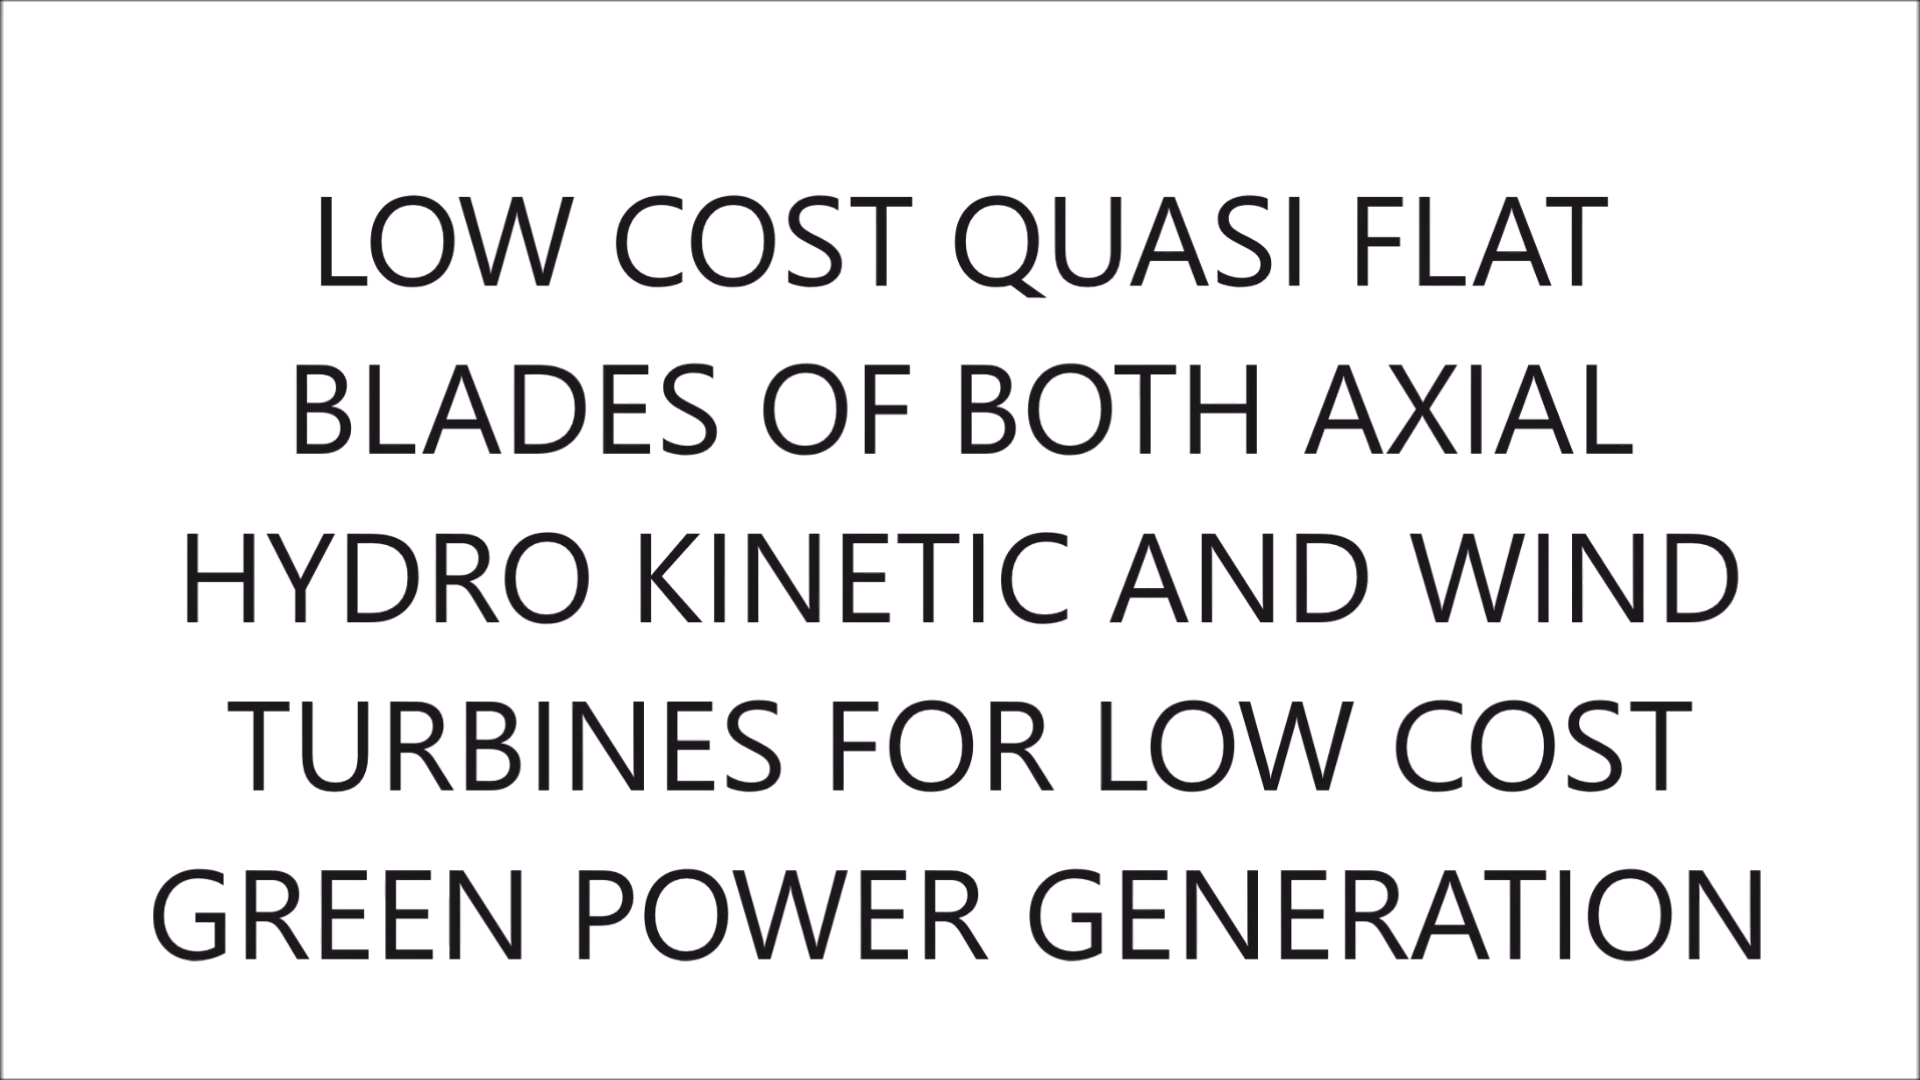 LOW COST QUASI FLAT
BLADES OF BOTH AXIAL
HYDRO KINETIC AND WIND
TURBINES FOR LOW COST
GREEN POWER GENERATION